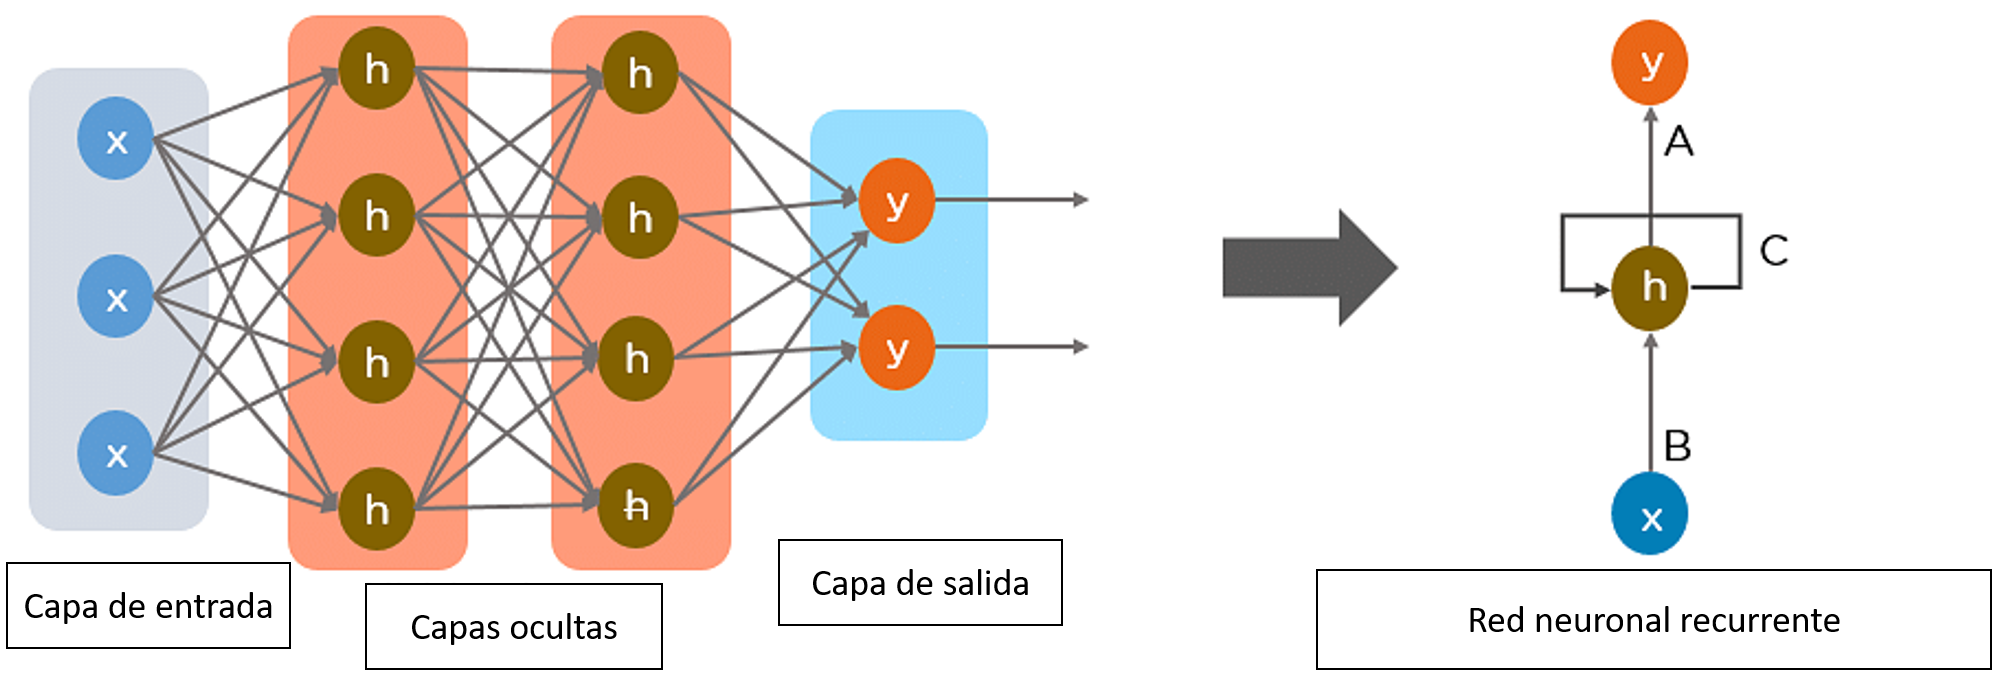 x
x
x
h
h
h
h
h
h
h
h
y
y
Capa de entrada
Capas ocultas
Capa de salida
y
A
C
h
B
x
Red neuronal recurrente